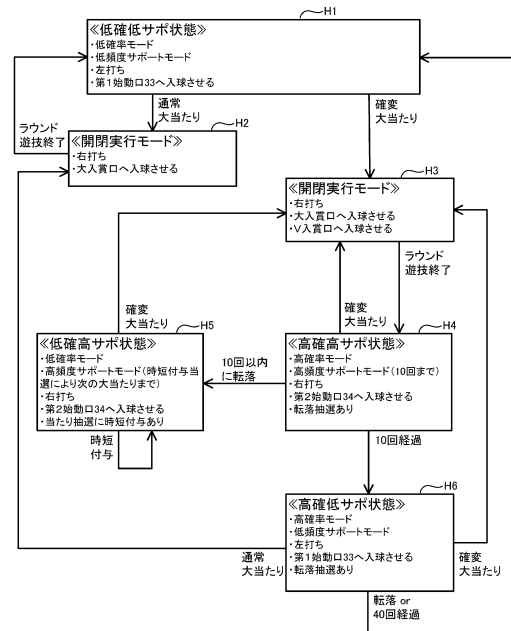 H1
≪低確低サポ状態≫
・低確率モード
・低頻度サポートモード
・左打ち
・第1始動口33へ入球させる
通常
大当たり
確変
大当たり
ラウンド
遊技終了
H2
≪開閉実行モード≫
・右打ち
・大入賞口へ入球させる
H3
≪開閉実行モード≫
・右打ち
・大入賞口へ入球させる
・V入賞口へ入球させる
ラウンド
遊技終了
確変
大当たり
確変
大当たり
H5
≪低確高サポ状態≫
・低確率モード
・高頻度サポートモード(時短付与当
選により次の大当たりまで)
・右打ち
・第2始動口34へ入球させる
・当たり抽選に時短付与あり
時短
付与
10回以内
に転落
H4
≪高確高サポ状態≫
・高確率モード
・高頻度サポートモード(10回まで)
・右打ち
・第2始動口34へ入球させる
・転落抽選あり
10回経過
H6
≪高確低サポ状態≫
・高確率モード
・低頻度サポートモード
・左打ち
・第1始動口33へ入球させる
・転落抽選あり
通常
大当たり
確変
大当たり
転落 or
40回経過